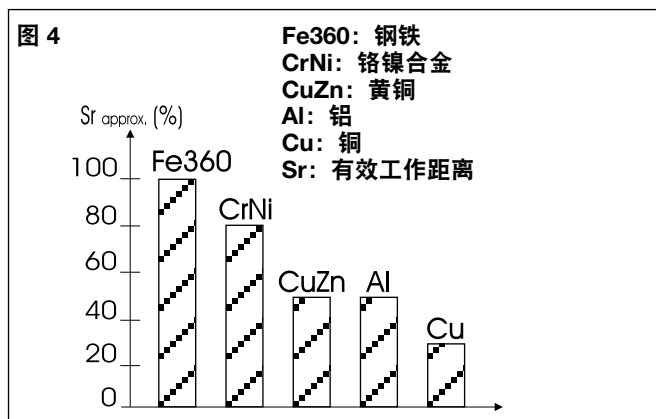 图 4
Fe360：钢铁
CrNi：铬镍合金
CuZn：黄铜
Al：铝
Cu：铜
Sr：有效工作距离
Sr approx. (%)
100
80
60
40
20
0
Fe360
CrNi
CuZn
Al
Cu